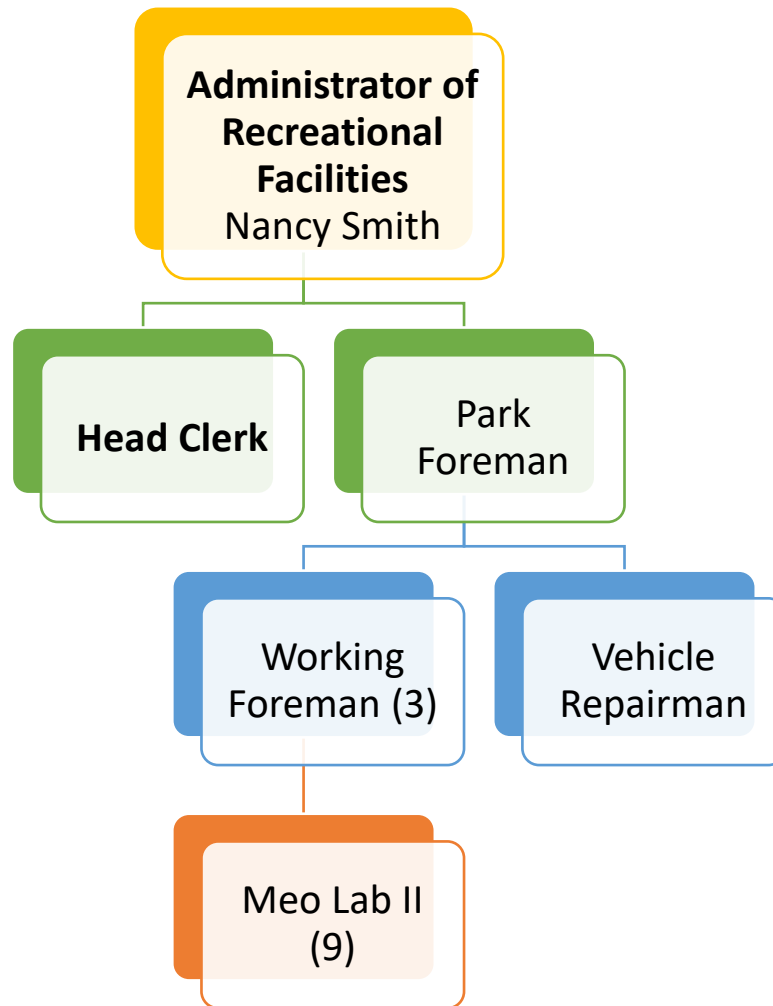 Administrator of
Recreational
Facilities
Nancy Smith
Head Clerk
Park
Foreman
Working
Foreman (3)
Vehicle
Repairman
Meo Lab II
(9)